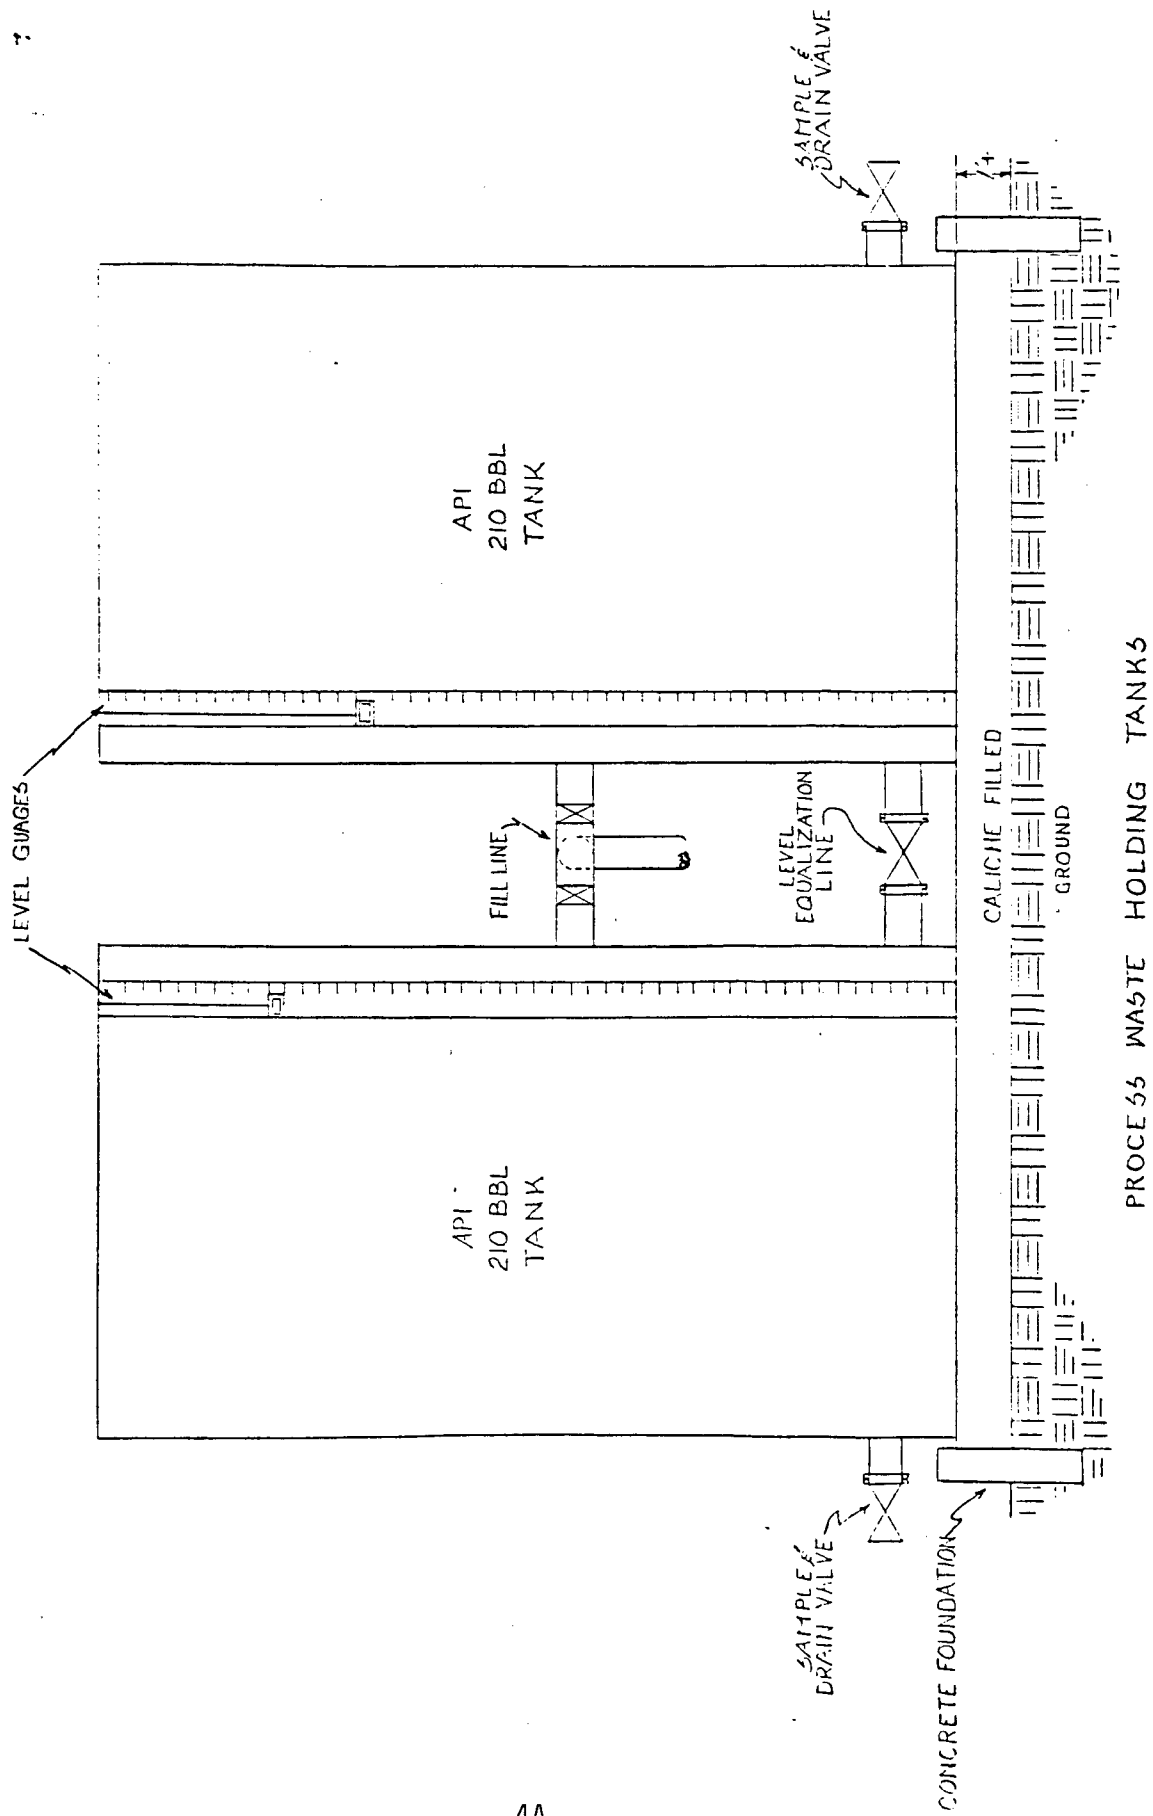 LEVEL GUAGES
API
210 BBL
TANK
API
210 BBL
TANK
FILL LINE
LEVEL
EQUALIZATION
LINE
SAMPLE &
DRAIN VALVE
SAMPLE &
DRAIN VALVE
CONCRETE FOUNDATION
CALICHE FILLED
GROUND
PROCESS WASTE HOLDING TANKS